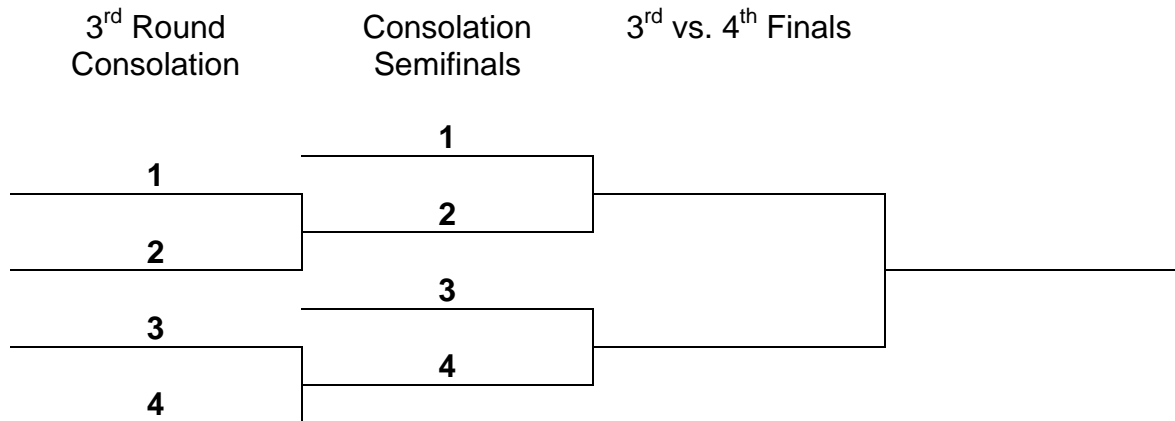 3rd Round
Consolation
Consolation
Semifinals
3rd vs. 4th Finals
1
2
3
4
1
2
3
4